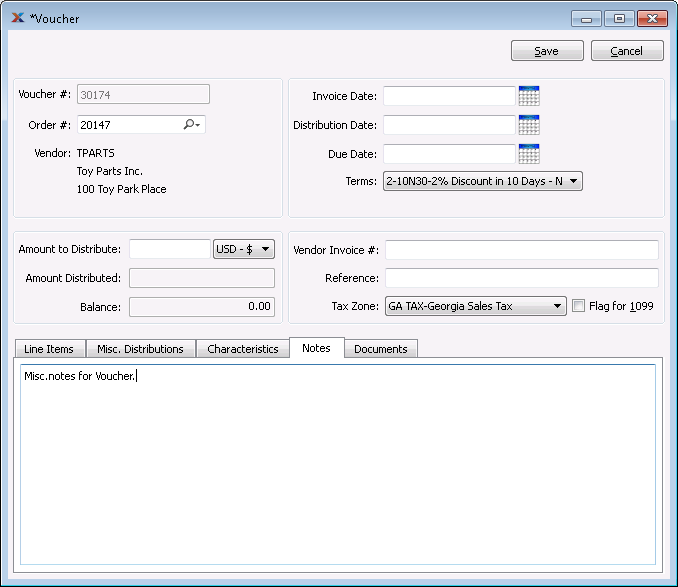 *Voucher
Save
Cancel
Voucher #: 30174
Order #: 20147
Vendor: TPARTS
Toy Parts Inc.
100 Toy Park Place
Invoice Date:
Distribution Date:
Due Date:
Terms: 2-10N30-2% Discount in 10 Days - N
Amount to Distribute: USD - $
Amount Distributed:
Balance: 0.00
Vendor Invoice #:
Reference:
Tax Zone: GA TAX-Georgia Sales Tax Flag for 1099
Line Items Misc. Distributions Characteristics Notes Documents
Misc.notes for Voucher.